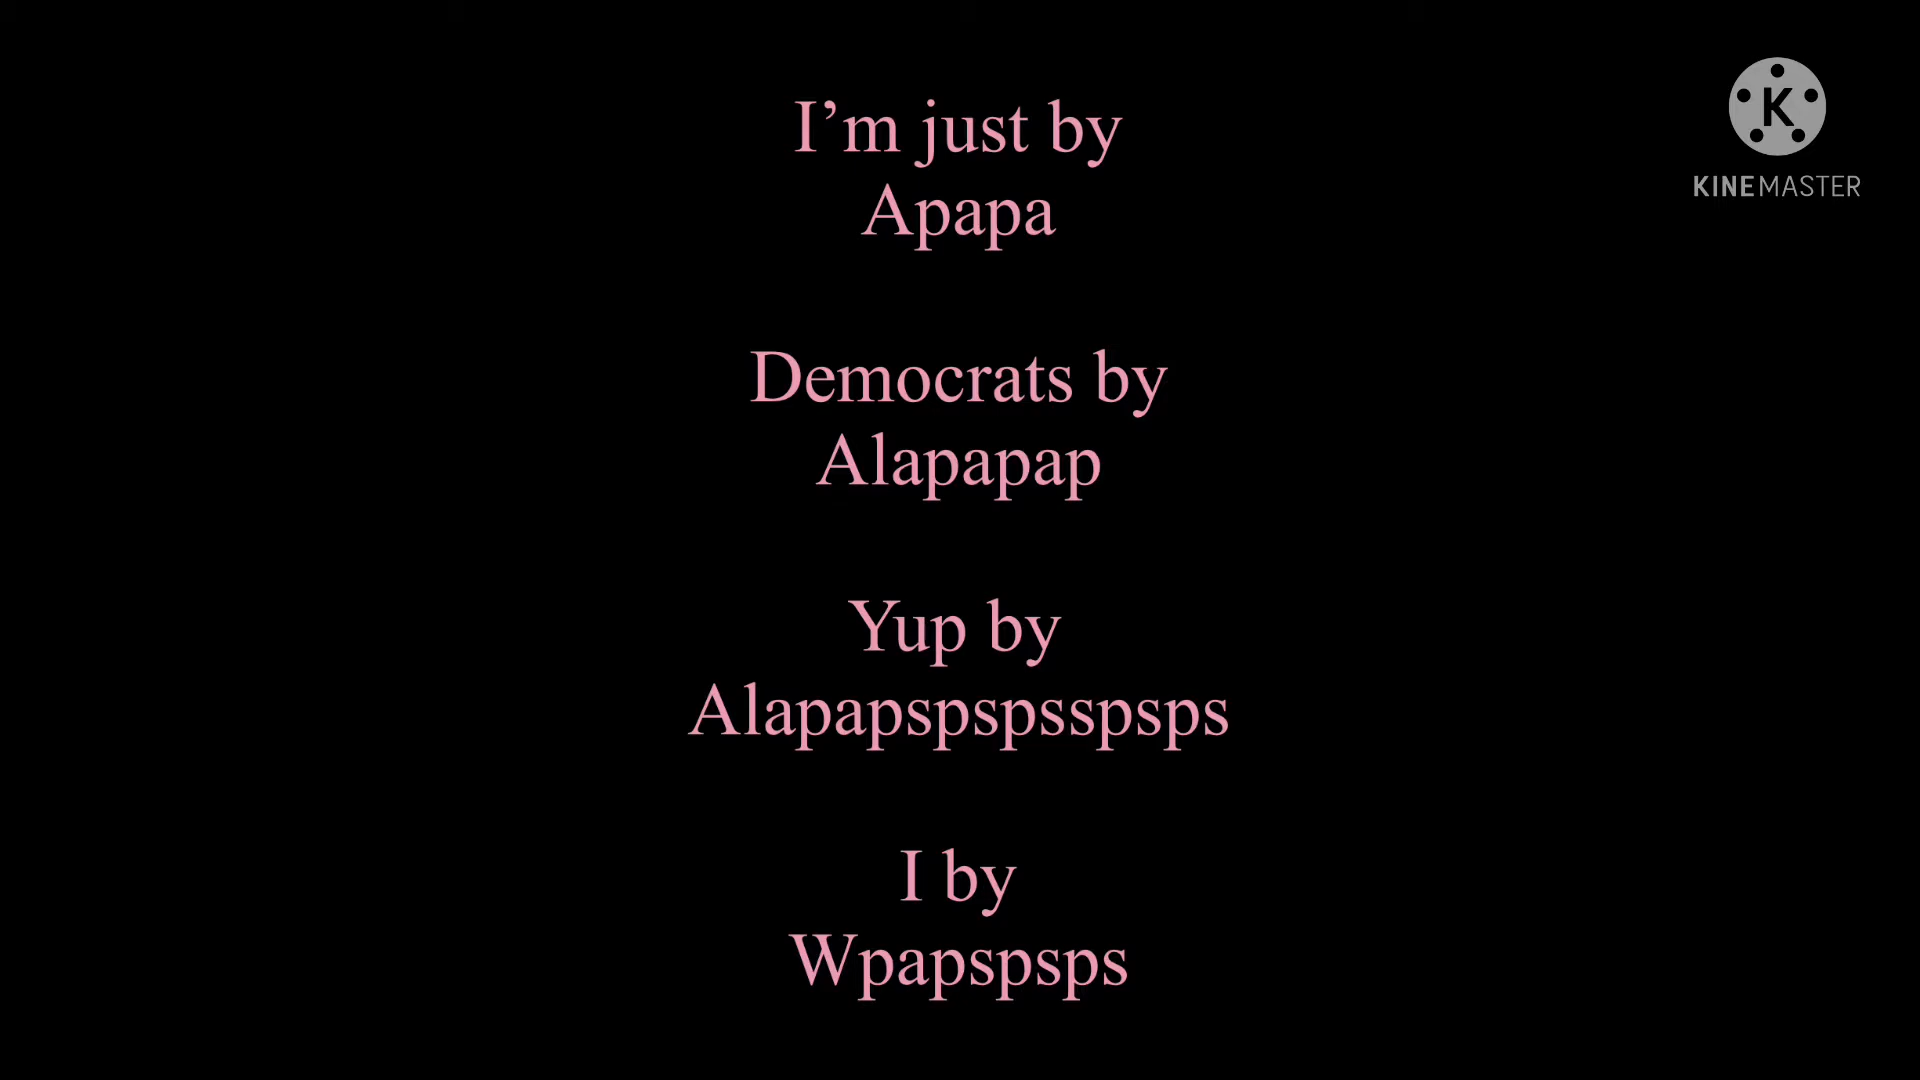 I’m just by
Apapa
Democrats by
Alapapap
Yup by
Alapapspspsspsps
I by
Wpapspsps
K
KINEMASTER